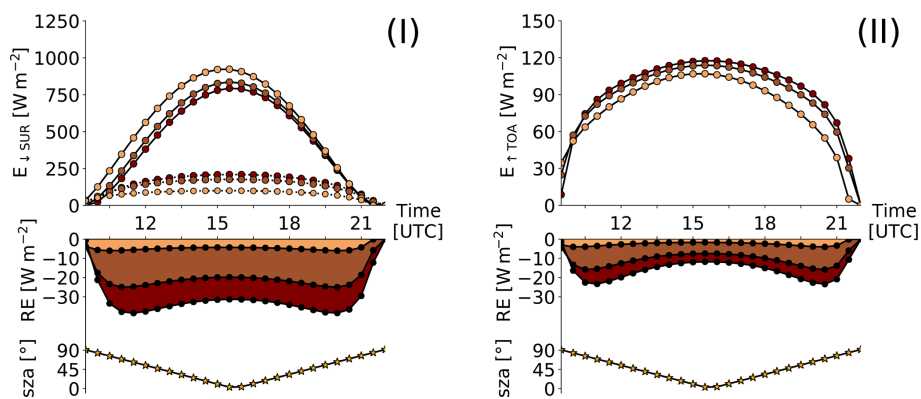 (I)
E↓SUR [W m⁻²]
1250
1000
750
500
250
0
12
15
18
21
Time
[UTC]
RE [W m⁻²]
0
−10
−20
−30
sza [°]
90
45
0
(II)
E↑TOA [W m⁻²]
150
120
90
60
30
0
12
15
18
21
Time
[UTC]
RE [W m⁻²]
0
−10
−20
−30
sza [°]
90
45
0